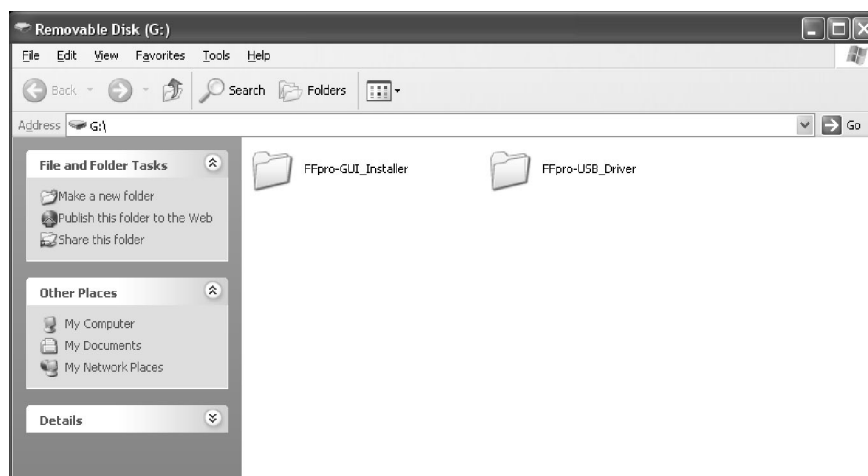 Removable Disk (G:)
File Edit View Favorites Tools Help
Back Search Folders
Address G:\ Go
File and Folder Tasks
Make a new folder
Publish this folder to the Web
Share this folder
Other Places
My Computer
My Documents
My Network Places
Details
FFpro-GUI_Installer FFpro-USB_Driver